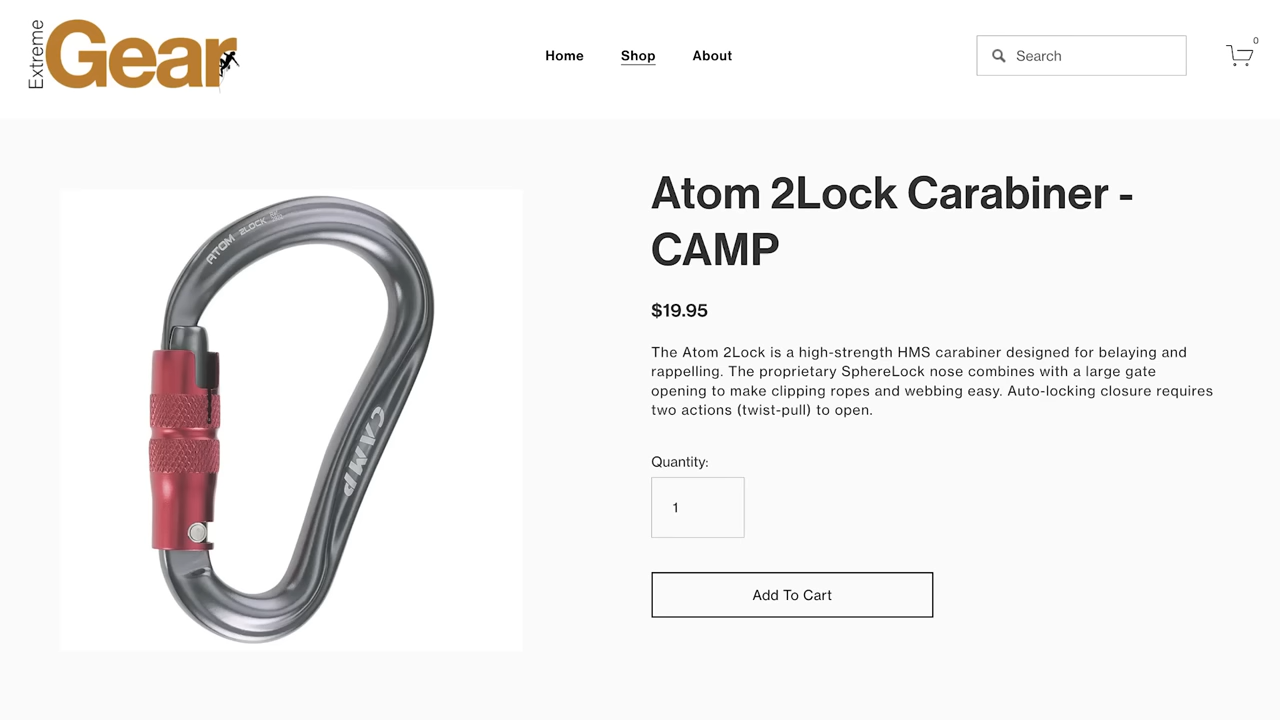 Extreme
Gear
Home
Shop
About
Search
0
ATOM 2LOCK
CAMP
Atom 2Lock Carabiner -
CAMP
$19.95
The Atom 2Lock is a high-strength HMS carabiner designed for belaying and
rappelling. The proprietary SphereLock nose combines with a large gate
opening to make clipping ropes and webbing easy. Auto-locking closure requires
two actions (twist-pull) to open.
Quantity:
1
Add To Cart